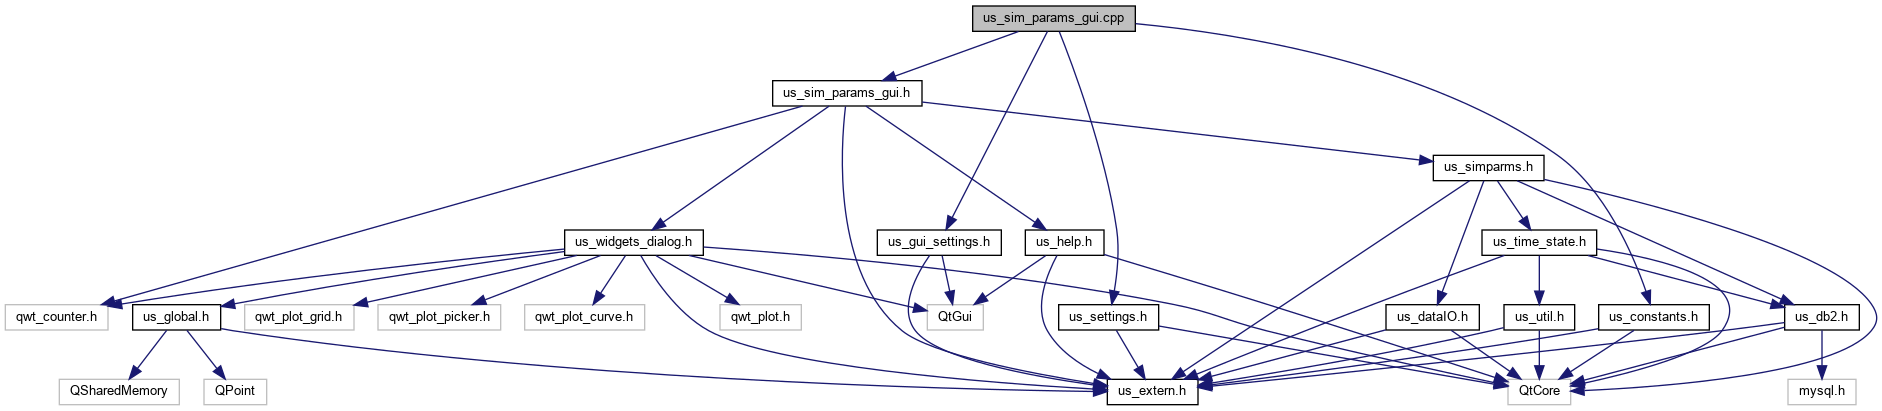 us_sim_params_gui.cpp
us_sim_params_gui.h
us_simparms.h
us_widgets_dialog.h
us_gui_settings.h
us_help.h
us_time_state.h
qwt_counter.h
us_global.h
qwt_plot_grid.h
qwt_plot_picker.h
qwt_plot_curve.h
qwt_plot.h
QtGui
us_settings.h
us_dataIO.h
us_util.h
us_constants.h
us_db2.h
QSharedMemory
QPoint
us_extern.h
QtCore
mysql.h